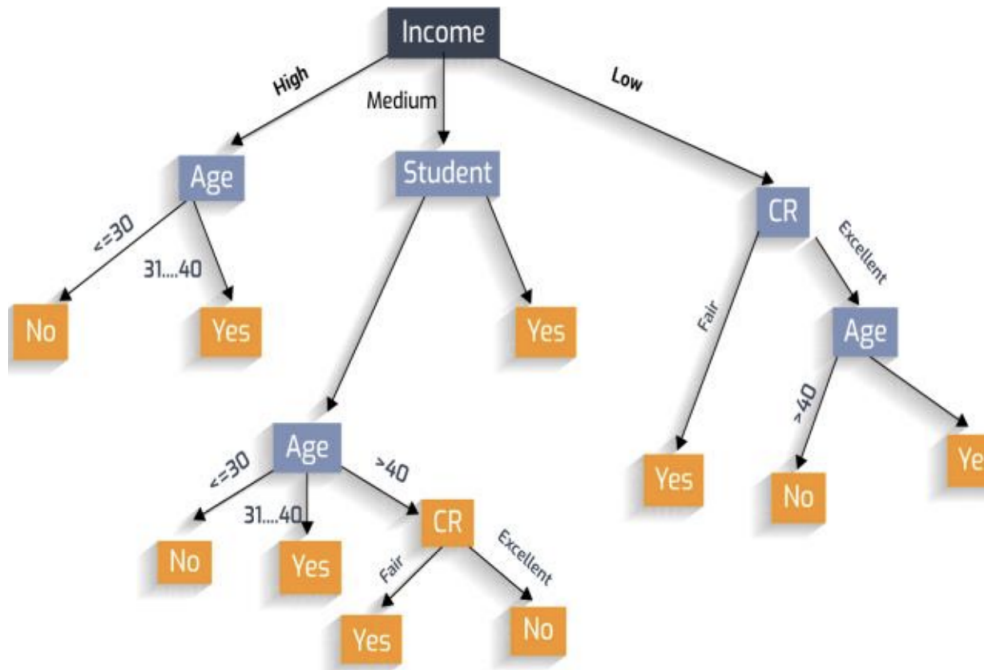 Income
High
Medium
Low
Age
Student
CR
<=30
31....40
Excellent
Fair
No
Yes
Yes
Age
>40
Age
<=30
31....40
>40
Yes
No
Ye
CR
No
Yes
Fair
Excellent
Yes
No